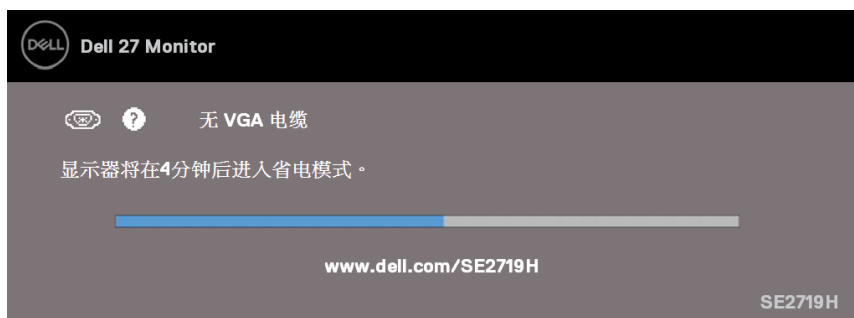 DELL Dell 27 Monitor
? 无 VGA 电缆
显示器将在4分钟后进入省电模式。
www.dell.com/SE2719H
SE2719H